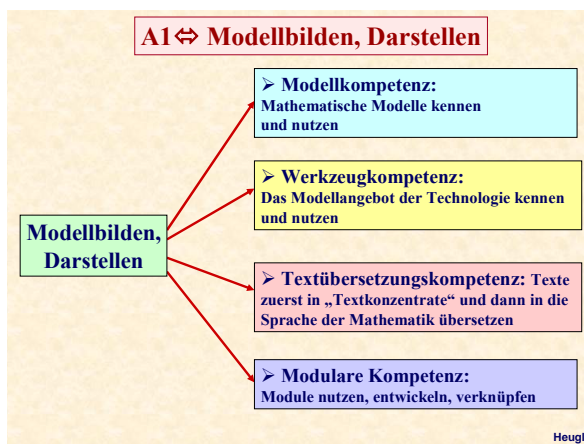 A1⇔ Modellbilden, Darstellen
➢ Modellkompetenz:
Mathematische Modelle kennen
und nutzen
➢ Werkzeugkompetenz:
Das Modellangebot der Technologie kennen
und nutzen
Modellbilden,
Darstellen
➢ Textübersetzungskompetenz: Texte
zuerst in „Textkonzentrate“ und dann in die
Sprache der Mathematik übersetzen
➢ Modulare Kompetenz:
Module nutzen, entwickeln, verknüpfen
Heugl